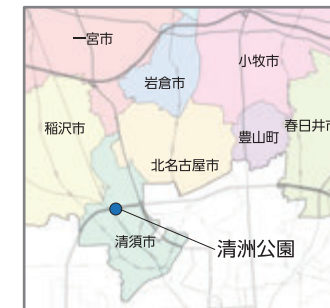 一宮市
小牧市
岩倉市
稲沢市
春日井市
豊山町
北名古屋市
清須市
清洲公園